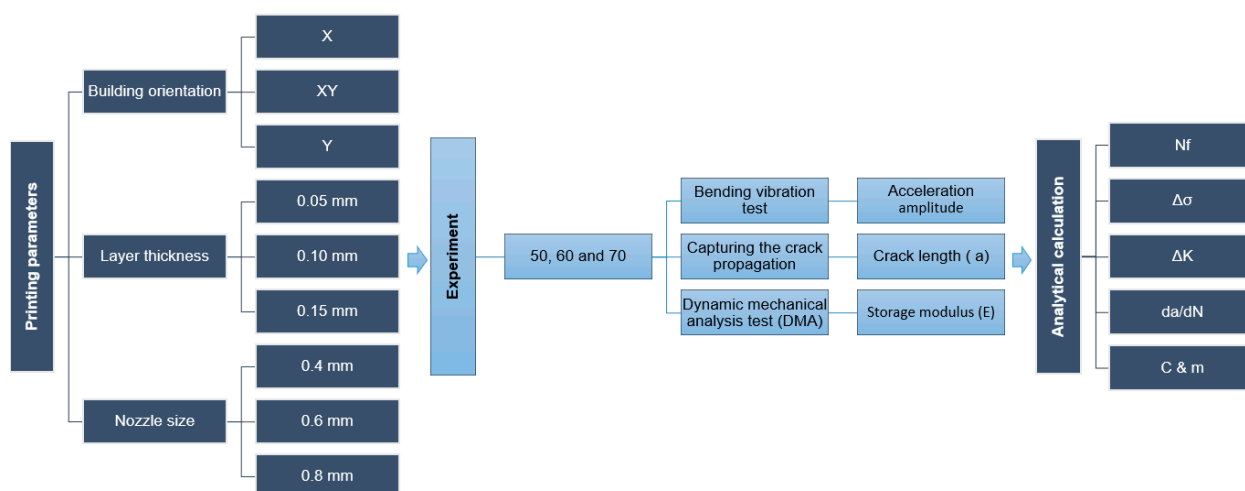 Printing parameters
Building orientation
X
XY
Y
Layer thickness
0.05 mm
0.10 mm
0.15 mm
Nozzle size
0.4 mm
0.6 mm
0.8 mm
Experiment
50, 60 and 70
Bending vibration
test
Acceleration
amplitude
Capturing the crack
propagation
Crack length ( a)
Dynamic mechanical
analysis test (DMA)
Storage modulus (E)
Analytical calculation
Nf
Δσ
ΔK
da/dN
C & m